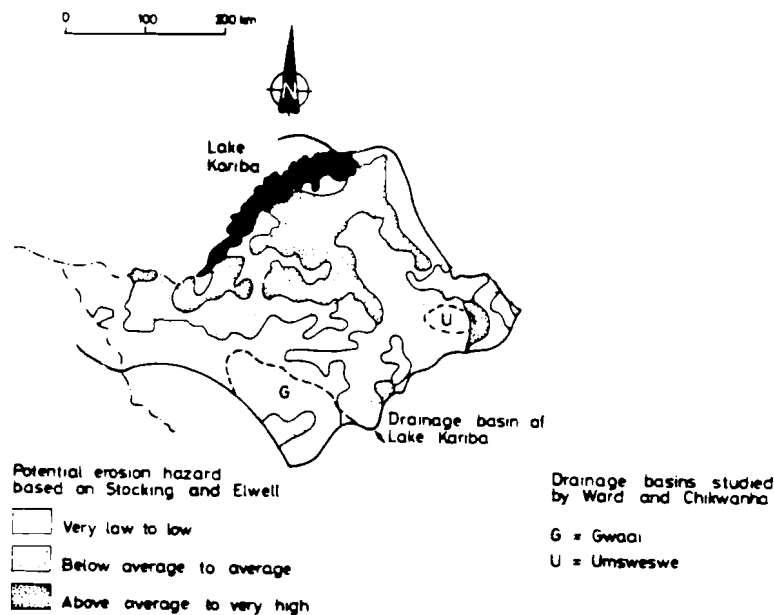 0 100 200 km
N
Lake
Kariba
U
G
Drainage basin of
Lake Kariba
Potential erosion hazard
based on Stocking and Elwell
Very law to low
Below average to average
Above average to very high
Drainage basins studied
by Ward and Chikwanha
G = Gwaai
U = Umsweswe